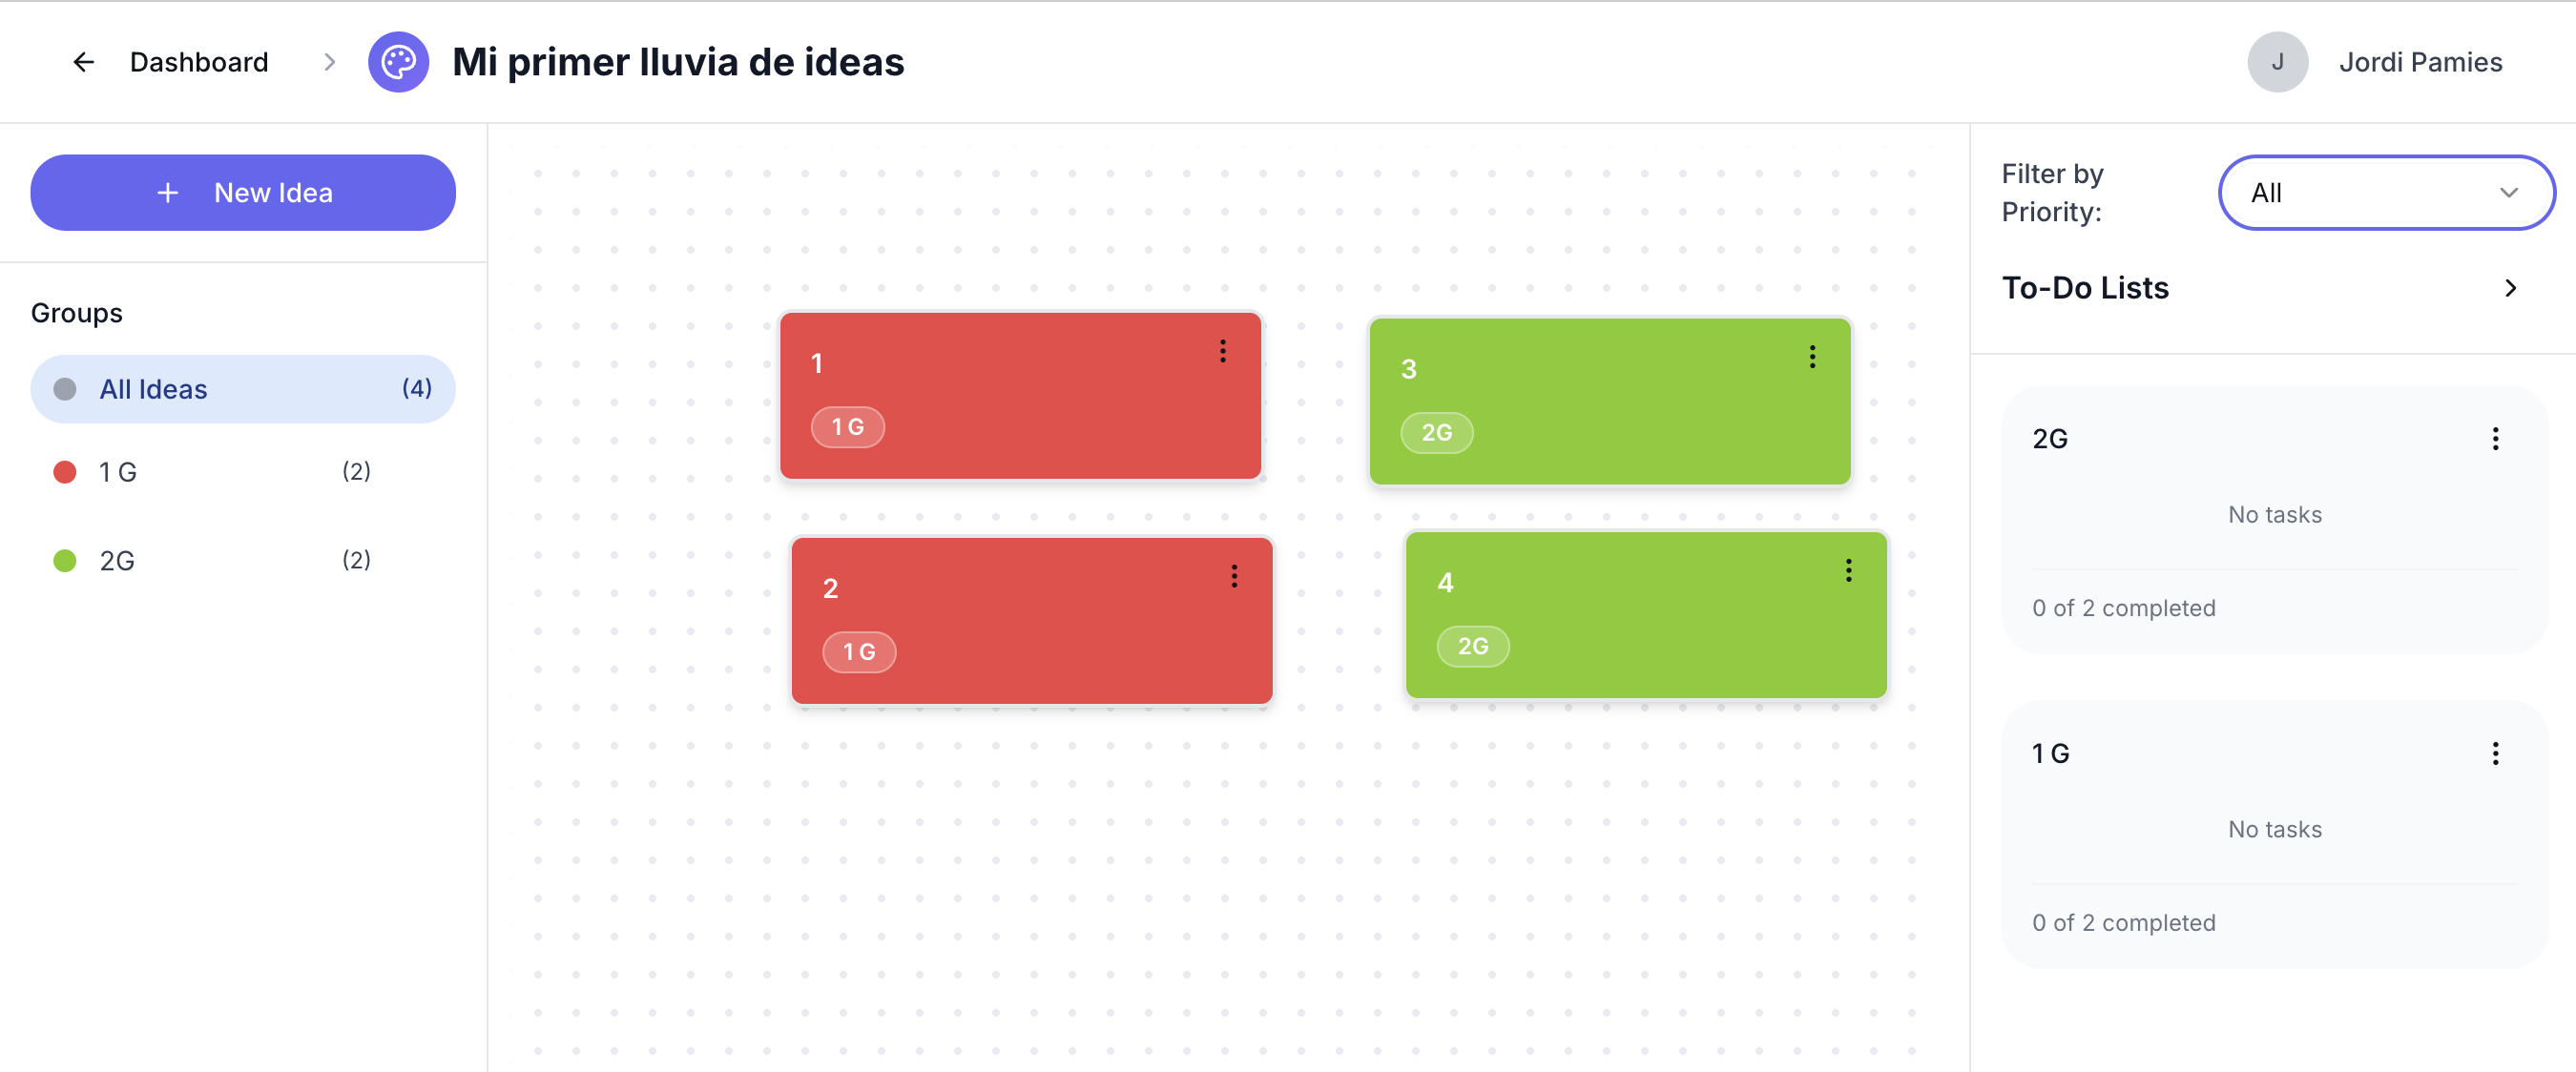 Dashboard
Mi primer lluvia de ideas
J
Jordi Pamies
New Idea
Groups
All Ideas (4)
1 G (2)
2G (2)
1
1 G
3
2G
2
1 G
4
2G
Filter by
Priority:
All
To-Do Lists
2G
No tasks
0 of 2 completed
1 G
No tasks
0 of 2 completed